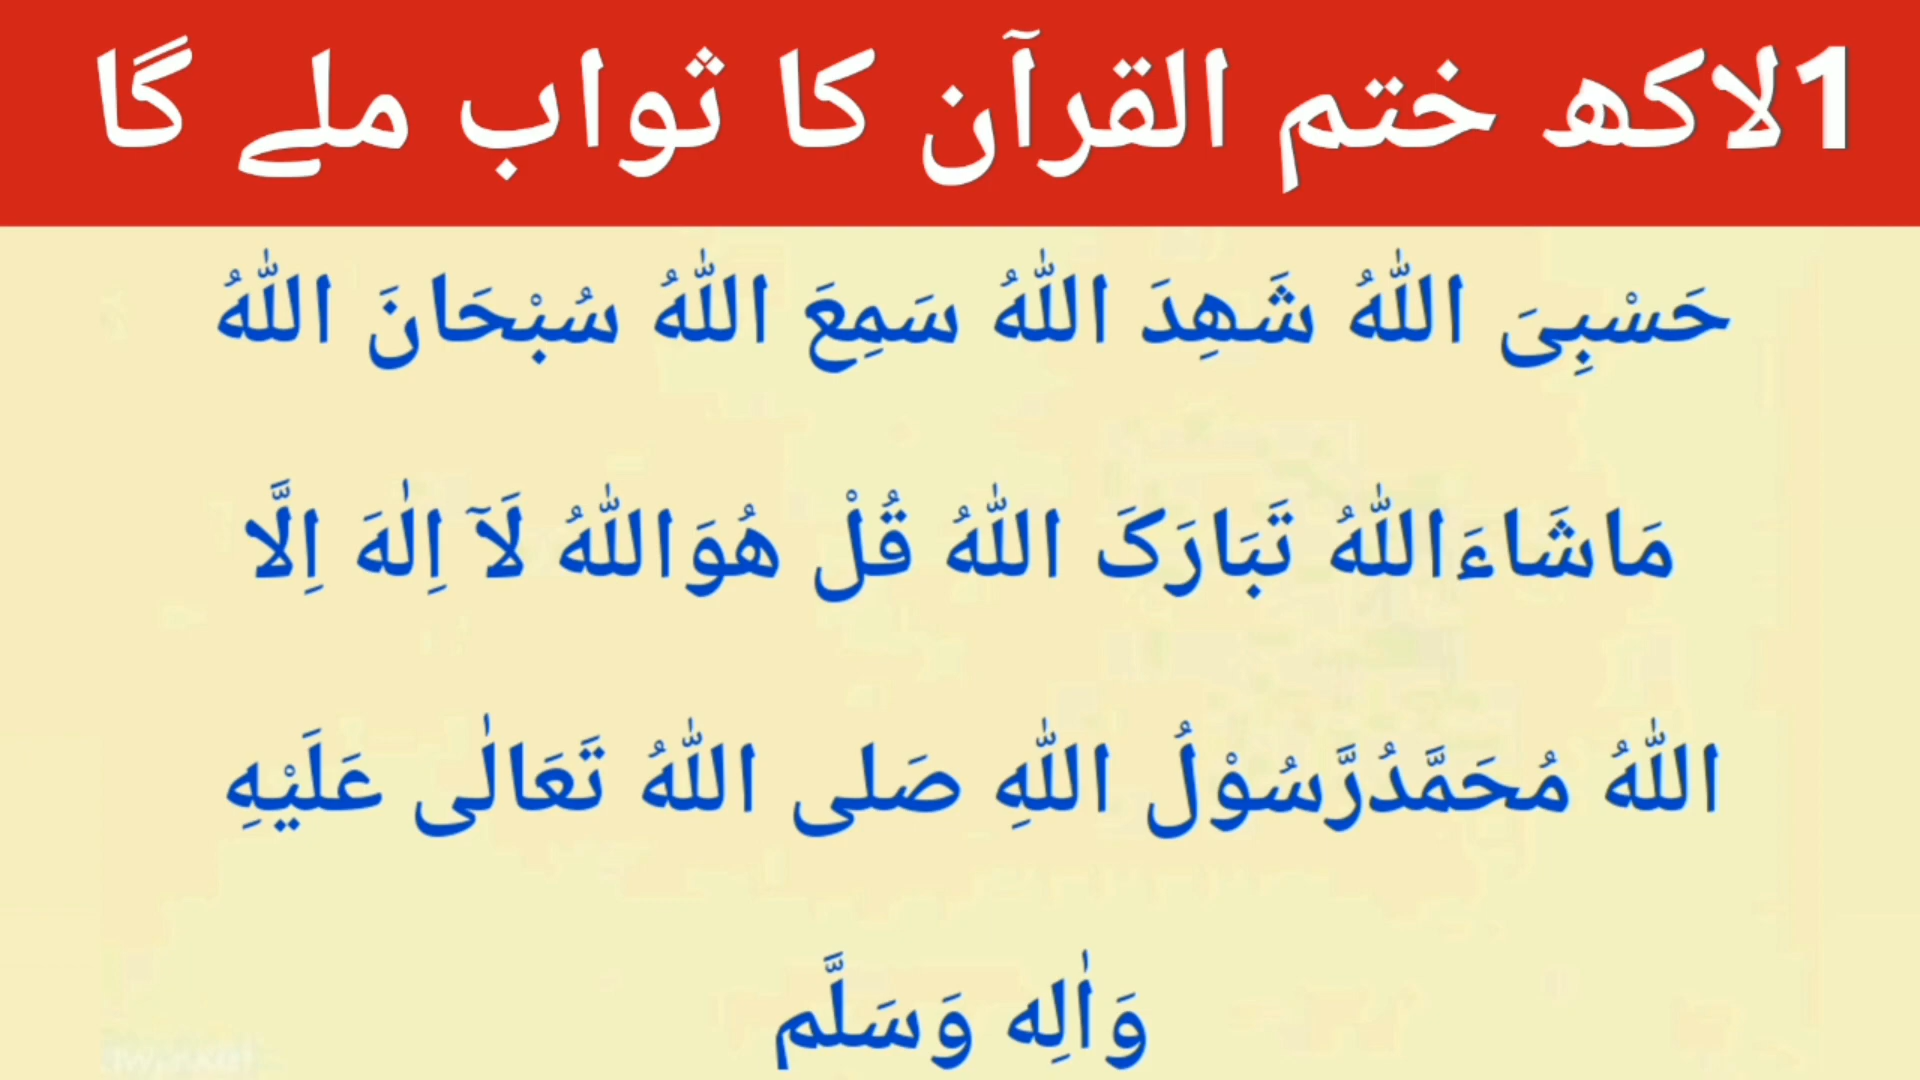 1لاکھ ختم القرآن کا ثواب ملے گا
حَسْبِیَ اللّٰهُ شَهِدَ اللّٰهُ سَمِعَ اللّٰهُ سُبْحَانَ اللّٰهُ
مَاشَاءَاللّٰهُ تَبَارَکَ اللّٰهُ قُلْ هُوَاللّٰهُ لَآ اِلٰهَ اِلَّا
اللّٰهُ مُحَمَّدُرَّسُوْلُ اللّٰهِ صَلی اللّٰهُ تَعَالٰی عَلَیْهِ
وَاٰلِه وَسَلَّم